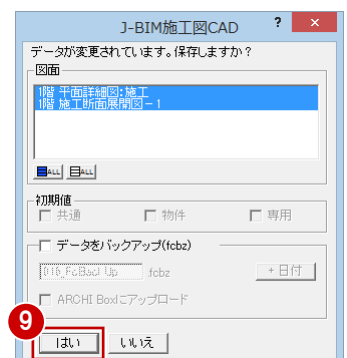 J-BIM施工図CAD ? ×
データが変更されています。保存しますか?
図面
1階 平面詳細図:施工
1階 施工断面展開図-1
ALL ALL
初期値
共通 物件 専用
データをバックアップ(fcbz)
.fcbz +日付
ARCHI Boxにアップロード
9
はい いいえ